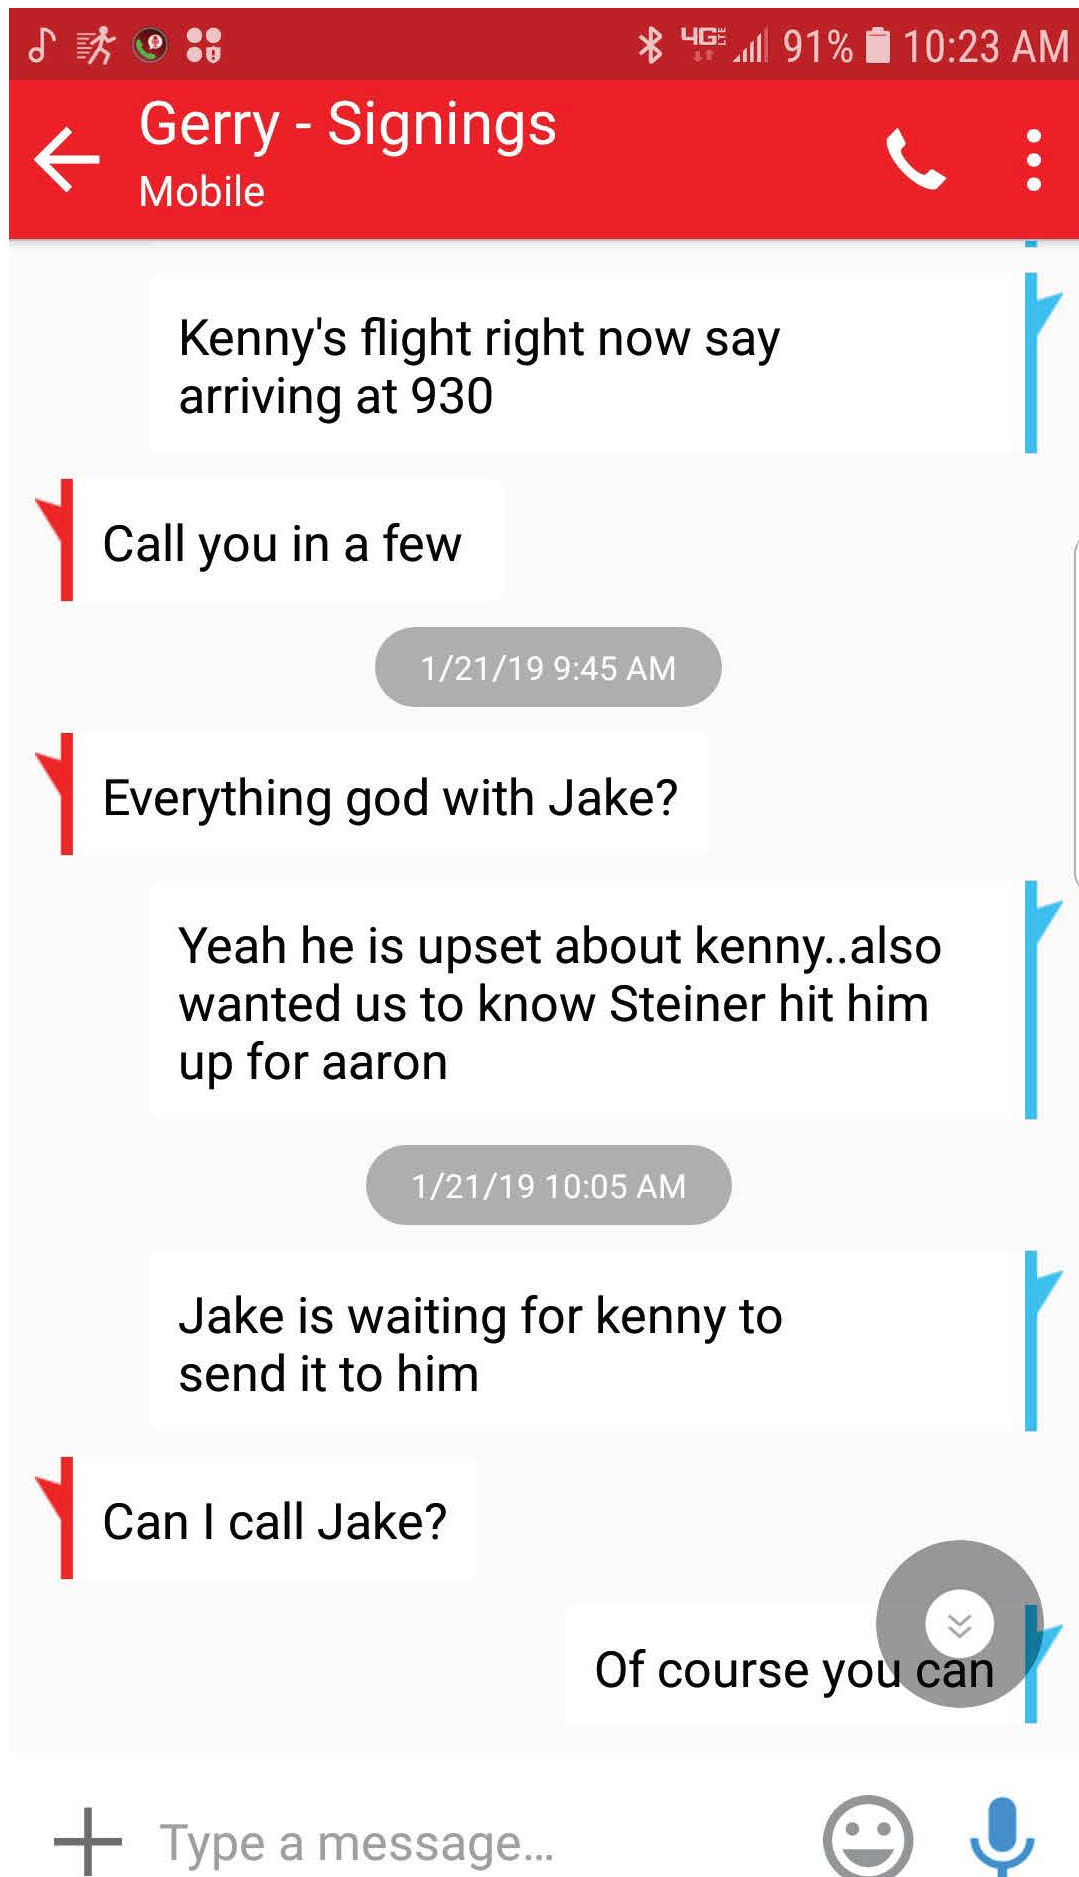 4G LTE 91% 10:23 AM
Gerry - Signings
Mobile
Kenny's flight right now say
arriving at 930
Call you in a few
1/21/19 9:45 AM
Everything god with Jake?
Yeah he is upset about kenny..also
wanted us to know Steiner hit him
up for aaron
1/21/19 10:05 AM
Jake is waiting for kenny to
send it to him
Can I call Jake?
Of course you can
Type a message...